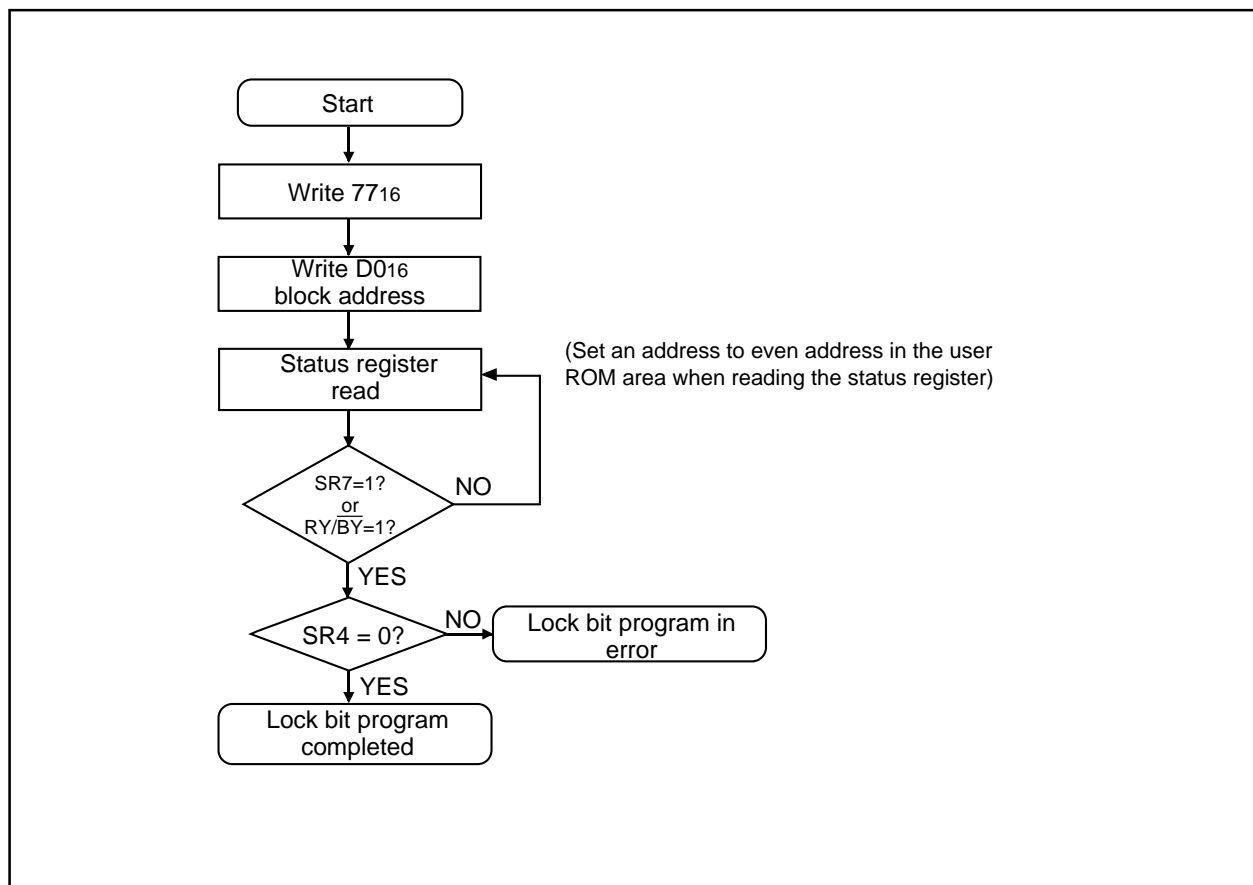 Start
Write 7716
Write D016
block address
Status register
read
(Set an address to even address in the user
ROM area when reading the status register)
SR7=1?
or
RY/B̅Y̅=1?
NO
YES
SR4 = 0?
NO
Lock bit program in
error
YES
Lock bit program
completed